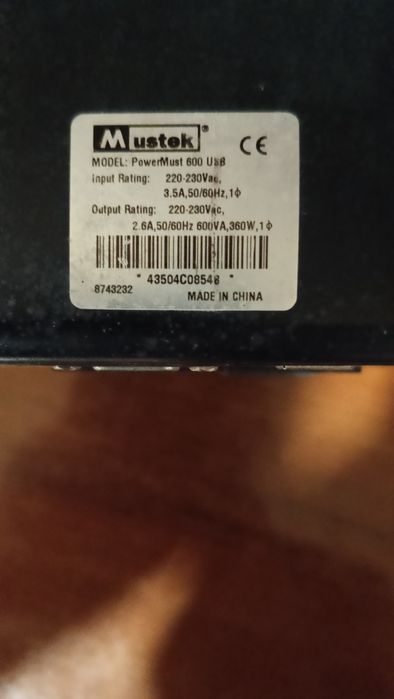 Mustek®
CE
MODEL: PowerMust 600 USB
Input Rating: 220-230Vac,
3.5A,50/60Hz,1Φ
Output Rating: 220-230Vac,
2.6A,50/60Hz 600VA,360W,1Φ
* 43504C08548 *
8743232
MADE IN CHINA